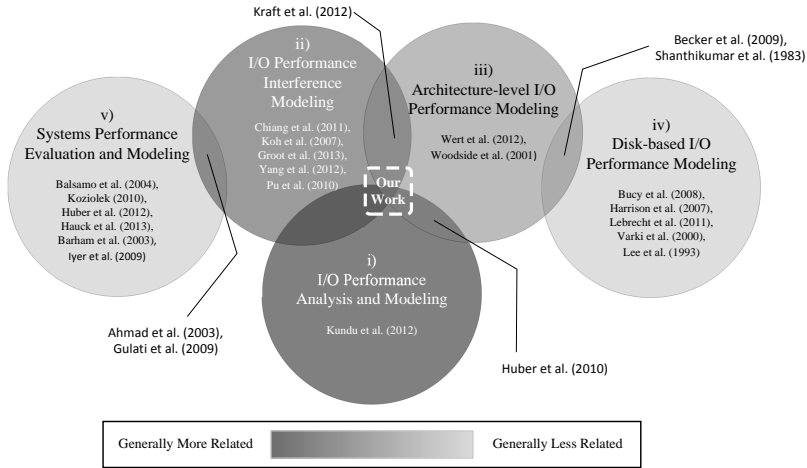 Kraft et al. (2012)
Becker et al. (2009),
Shanthikumar et al. (1983)
v)
Systems Performance
Evaluation and Modeling
Balsamo et al. (2004),
Koziolek (2010),
Huber et al. (2012),
Hauck et al. (2013),
Barham et al. (2003),
Iyer et al. (2009)
ii)
I/O Performance
Interference
Modeling
Chiang et al. (2011),
Koh et al. (2007),
Groot et al. (2013),
Yang et al. (2012),
Pu et al. (2010)
iii)
Architecture-level I/O
Performance Modeling
Wert et al. (2012),
Woodside et al. (2001)
iv)
Disk-based I/O
Performance Modeling
Bucy et al. (2008),
Harrison et al. (2007),
Lebrecht et al. (2011),
Varki et al. (2000),
Lee et al. (1993)
Our
Work
i)
I/O Performance
Analysis and Modeling
Kundu et al. (2012)
Ahmad et al. (2003),
Gulati et al. (2009)
Huber et al. (2010)
Generally More Related
Generally Less Related